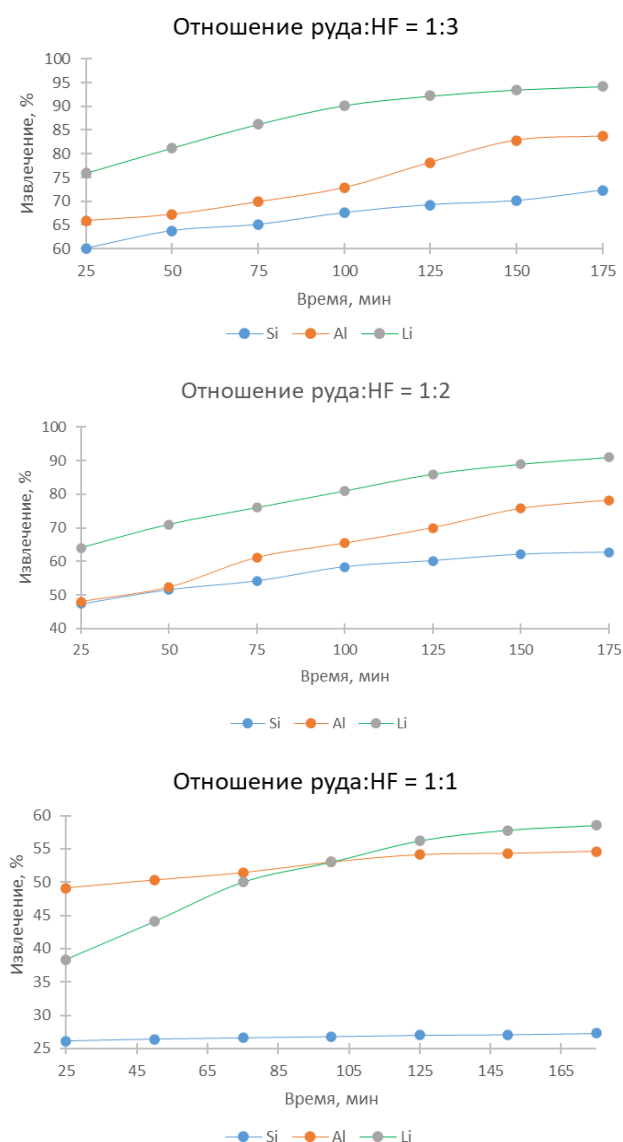 Отношение руда:HF = 1:3
100
95
90
85
80
75
70
65
60
Извлечение, %
25 50 75 100 125 150 175
Время, мин
Si Al Li
Отношение руда:HF = 1:2
100
90
80
70
60
50
40
Извлечение, %
25 50 75 100 125 150 175
Время, мин
Si Al Li
Отношение руда:HF = 1:1
60
55
50
45
40
35
30
25
Извлечение, %
25 45 65 85 105 125 145 165
Время, мин
Si Al Li